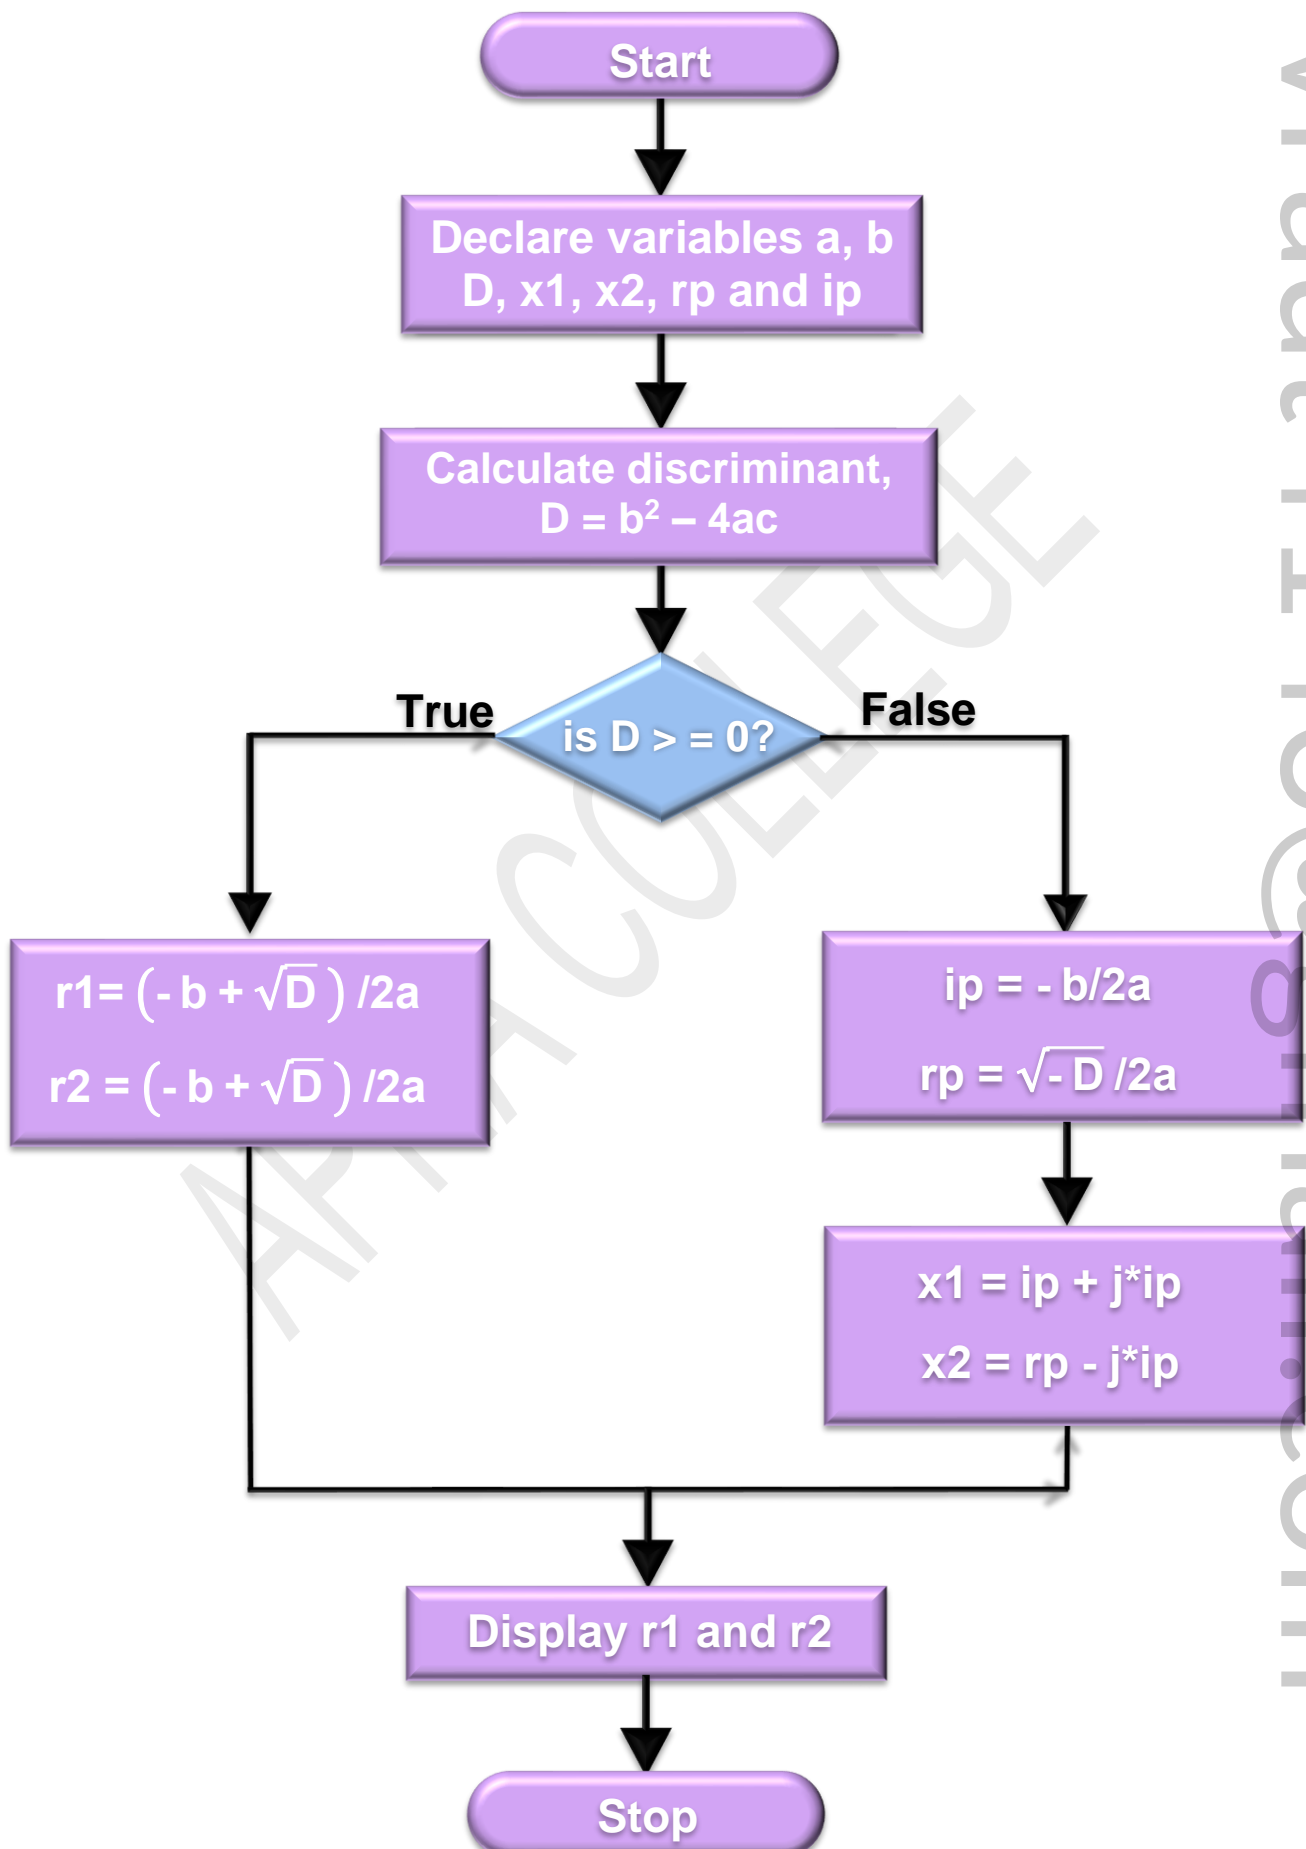 Start
Declare variables a, b
D, x1, x2, rp and ip
Calculate discriminant,
D = b² – 4ac
is D > = 0?
True
False
r1= (- b + √D ) /2a
r2 = (- b + √D ) /2a
ip = - b/2a
rp = √- D /2a
x1 = ip + j*ip
x2 = rp - j*ip
Display r1 and r2
Stop
COLLEGE